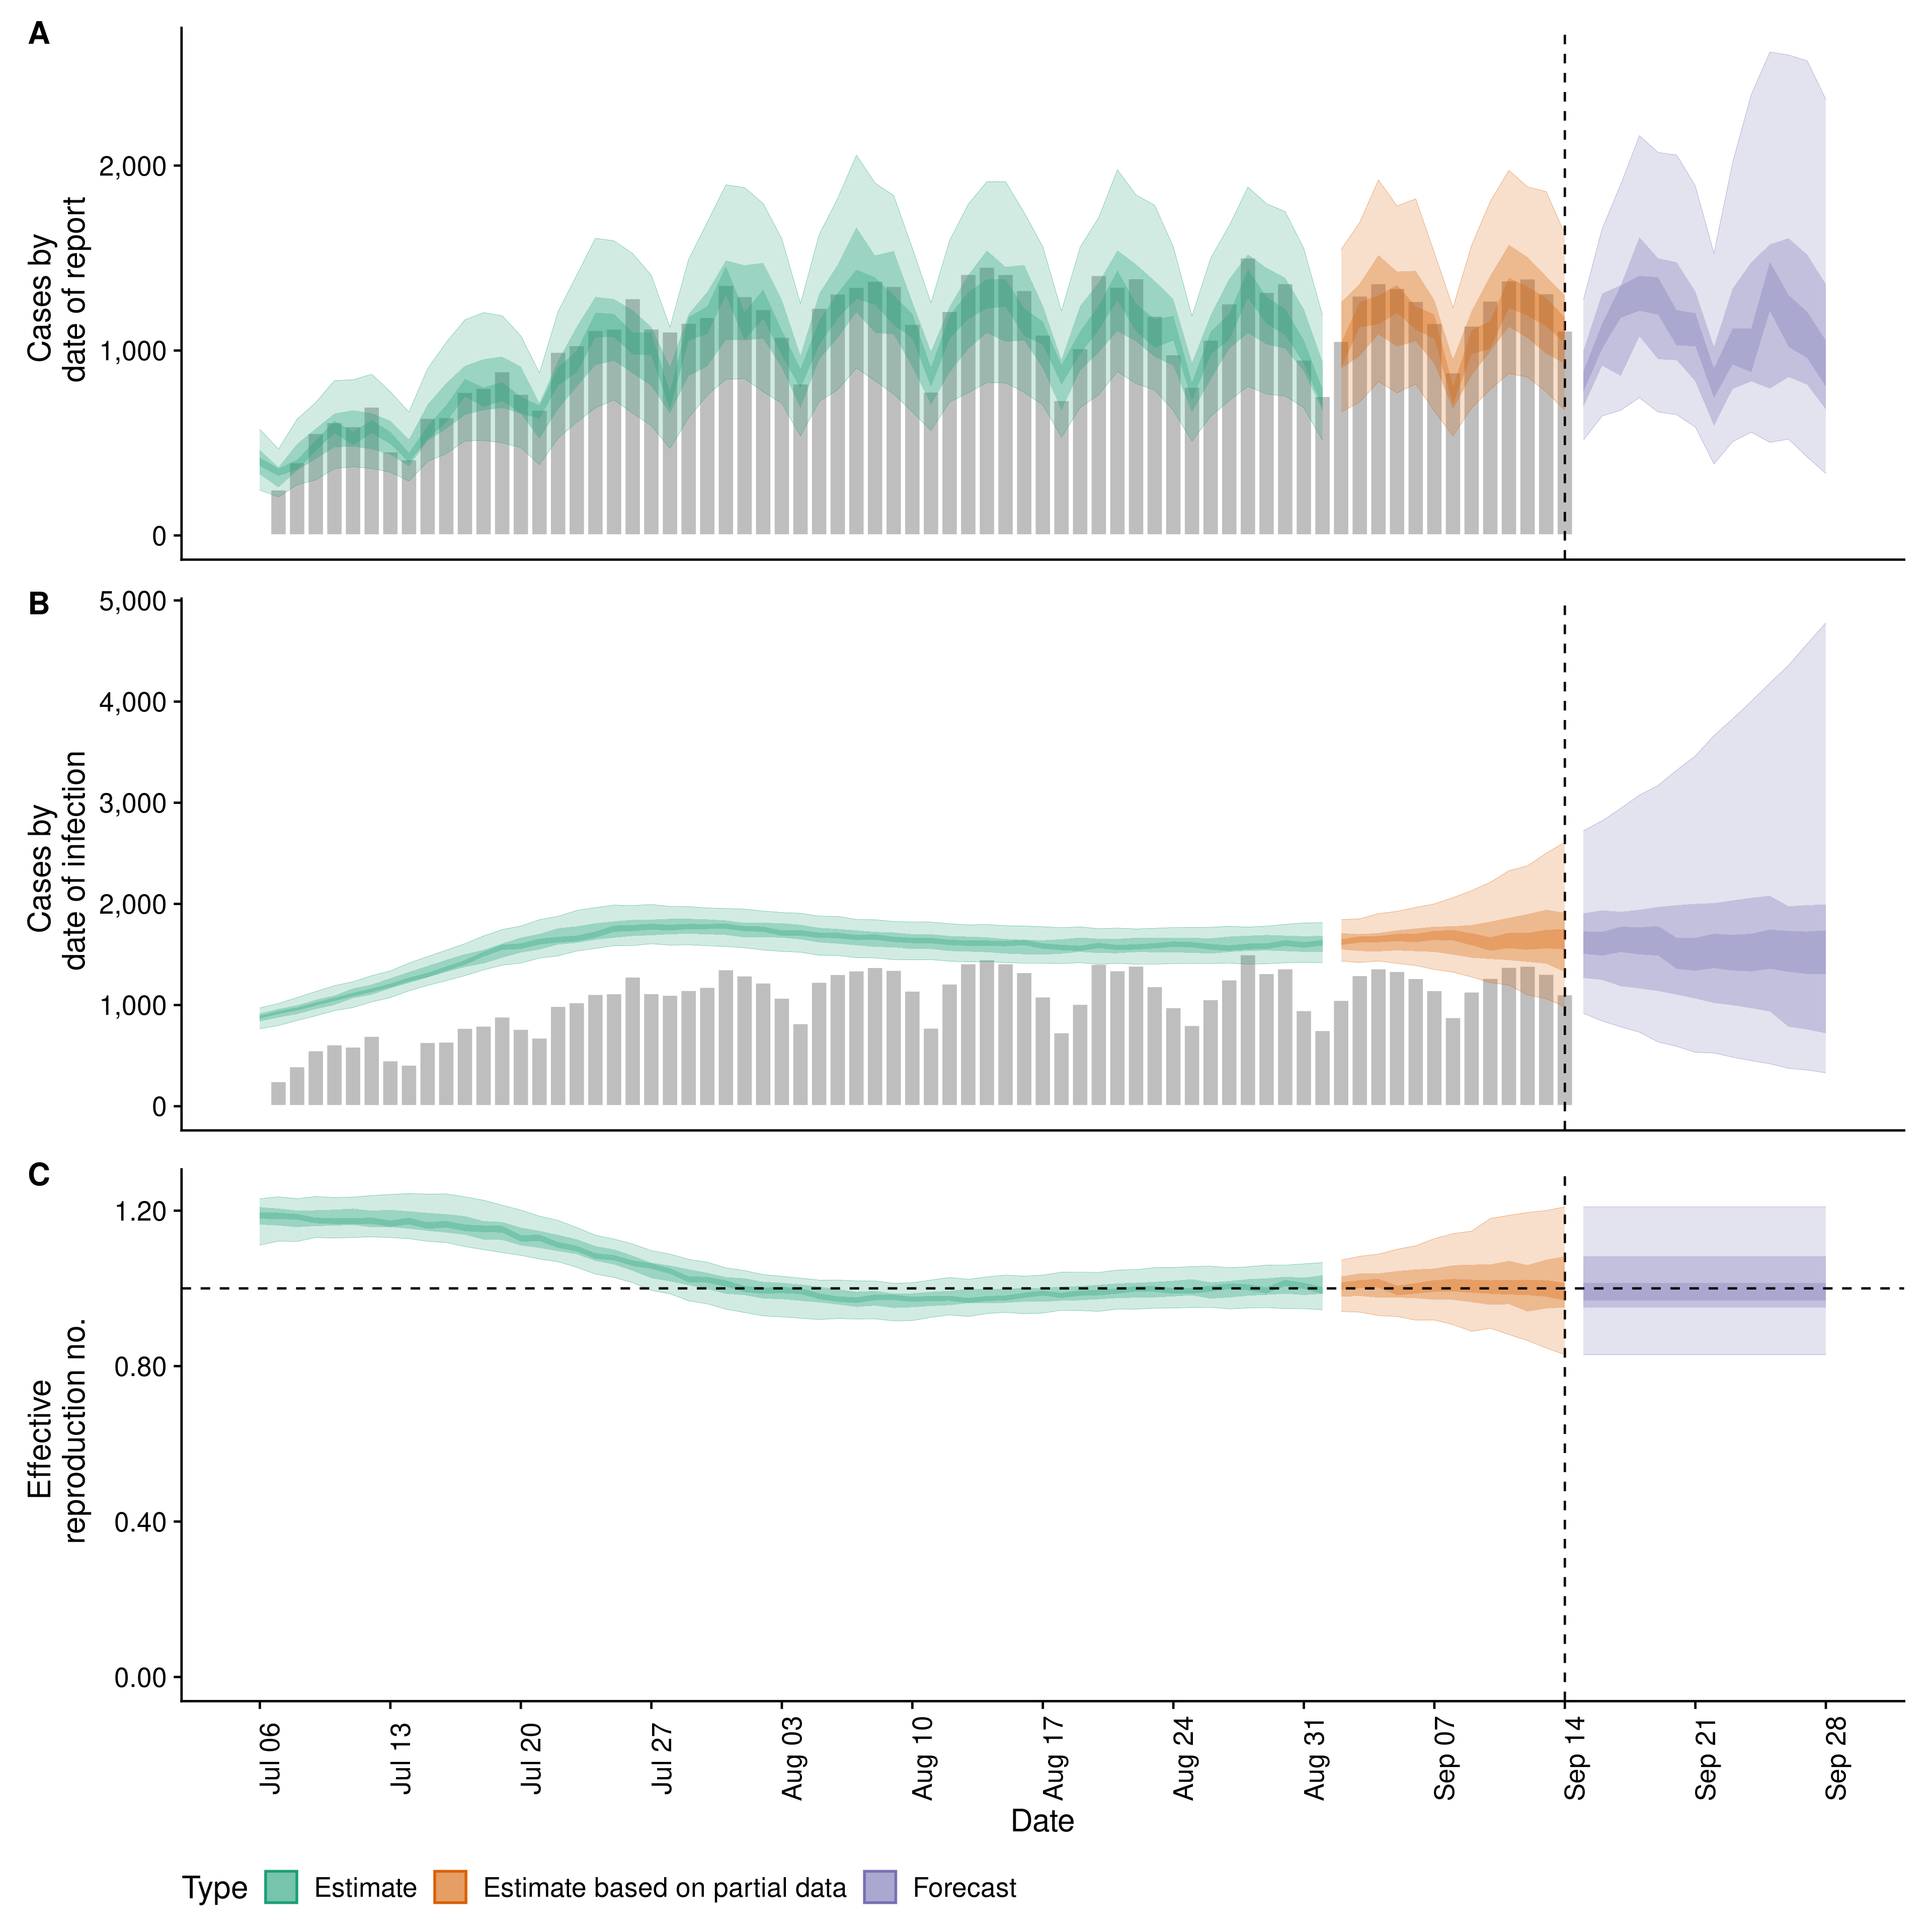 A
Cases by
date of report
2,000
1,000
0
B
Cases by
date of infection
5,000
4,000
3,000
2,000
1,000
0
C
Effective
reproduction no.
1.20
0.80
0.40
0.00
Jul 06
Jul 13
Jul 20
Jul 27
Aug 03
Aug 10
Aug 17
Aug 24
Aug 31
Sep 07
Sep 14
Sep 21
Sep 28
Date
Type Estimate Estimate based on partial data Forecast